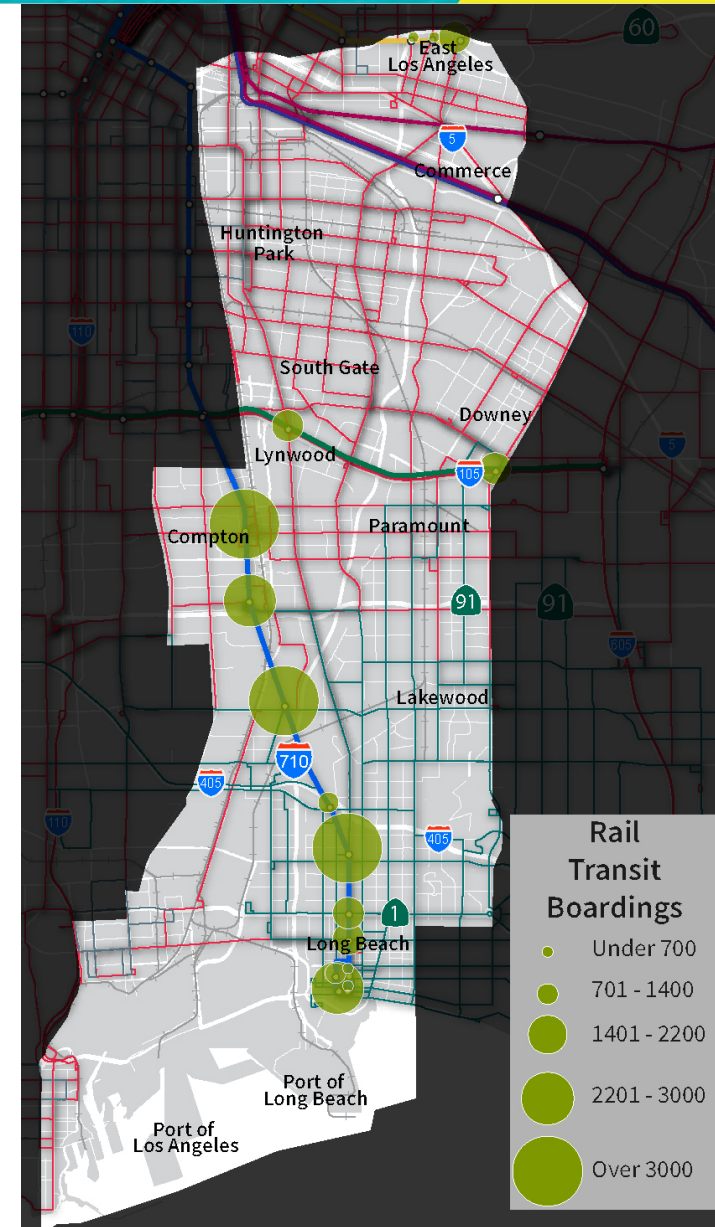 60
East
Los Angeles
5
Commerce
Huntington
Park
110
South Gate
Downey
5
Lynwood
105
Compton
Paramount
91
91
605
Lakewood
710
405
110
405
1
Long Beach
Port of
Long Beach
Port of
Los Angeles
Rail
Transit
Boardings
Under 700
701 - 1400
1401 - 2200
2201 - 3000
Over 3000